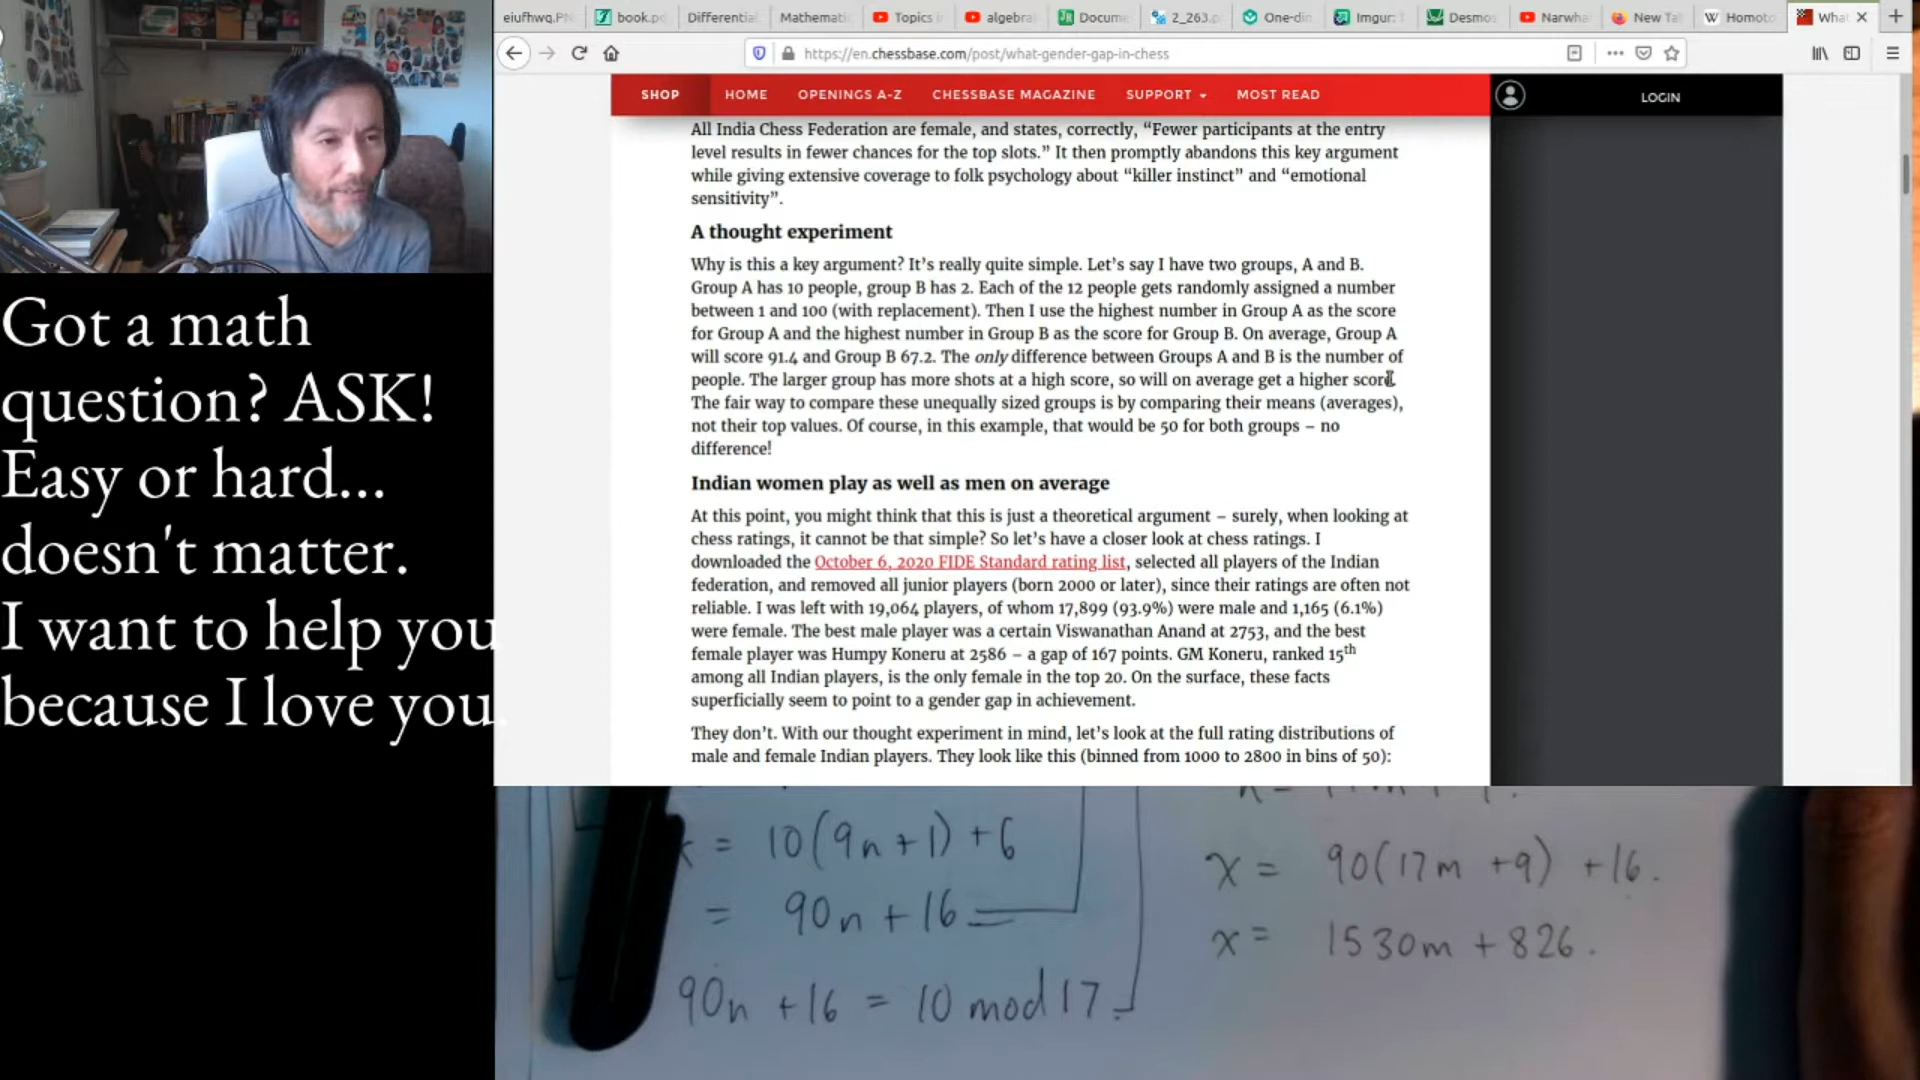 eiufhwq.PN
book.pd
Differentia
Mathemati
Topics i
algebra
Docume
2_263.p
One-di
Imgur:
Desmos
Narwha
New Ta
Homoto
What
https://en.chessbase.com/post/what-gender-gap-in-chess
SHOP HOME OPENINGS A-Z CHESSBASE MAGAZINE SUPPORT MOST READ
LOGIN
All India Chess Federation are female, and states, correctly, “Fewer participants at the entry
level results in fewer chances for the top slots.” It then promptly abandons this key argument
while giving extensive coverage to folk psychology about “killer instinct” and “emotional
sensitivity”.
A thought experiment
Why is this a key argument? It’s really quite simple. Let’s say I have two groups, A and B.
Group A has 10 people, group B has 2. Each of the 12 people gets randomly assigned a number
between 1 and 100 (with replacement). Then I use the highest number in Group A as the score
for Group A and the highest number in Group B as the score for Group B. On average, Group A
will score 91.4 and Group B 67.2. The only difference between Groups A and B is the number of
people. The larger group has more shots at a high score, so will on average get a higher score.
The fair way to compare these unequally sized groups is by comparing their means (averages),
not their top values. Of course, in this example, that would be 50 for both groups – no
difference!
Indian women play as well as men on average
At this point, you might think that this is just a theoretical argument – surely, when looking at
chess ratings, it cannot be that simple? So let’s have a closer look at chess ratings. I
downloaded the October 6, 2020 FIDE Standard rating list, selected all players of the Indian
federation, and removed all junior players (born 2000 or later), since their ratings are often not
reliable. I was left with 19,064 players, of whom 17,899 (93.9%) were male and 1,165 (6.1%)
were female. The best male player was a certain Viswanathan Anand at 2753, and the best
female player was Humpy Koneru at 2586 – a gap of 167 points. GM Koneru, ranked 15th
among all Indian players, is the only female in the top 20. On the surface, these facts
superficially seem to point to a gender gap in achievement.
They don’t. With our thought experiment in mind, let’s look at the full rating distributions of
male and female Indian players. They look like this (binned from 1000 to 2800 in bins of 50):
Got a math
question? ASK!
Easy or hard...
doesn't matter.
I want to help you
because I love you.
= 10(9n+1)+6
= 90n+16
90n+16 = 10 mod 17.
x = 90(17m+9)+16.
x = 1530m+826.